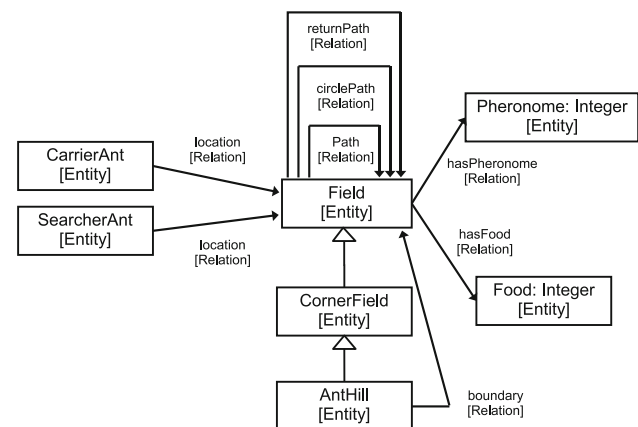 returnPath
[Relation]
circlePath
[Relation]
Path
[Relation]
Pheronome: Integer
[Entity]
location
[Relation]
CarrierAnt
[Entity]
hasPheronome
[Relation]
Field
[Entity]
SearcherAnt
[Entity]
location
[Relation]
hasFood
[Relation]
CornerField
[Entity]
Food: Integer
[Entity]
AntHill
[Entity]
boundary
[Relation]